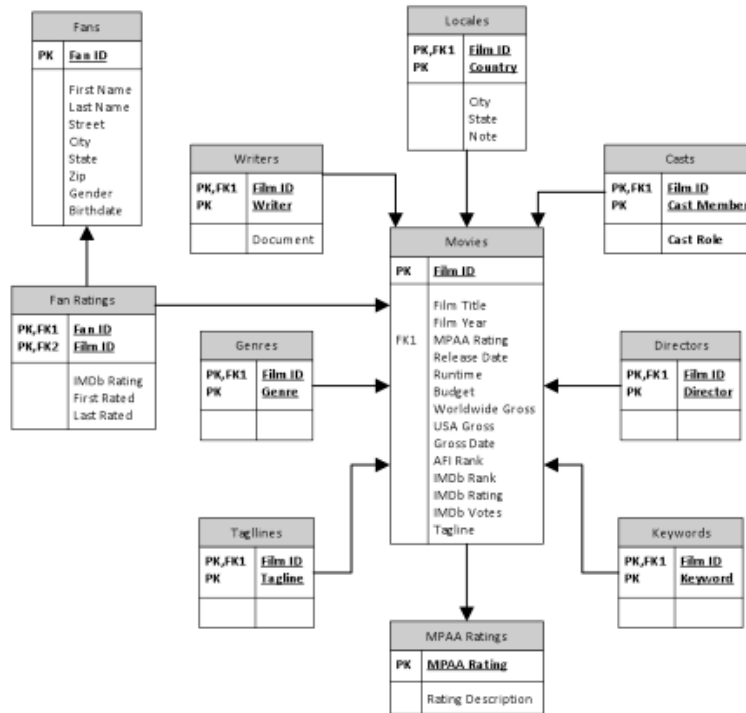 Fans
PK Fan ID
First Name
Last Name
Street
City
State
Zip
Gender
Birthdate
Locales
PK,FK1 Film ID
PK Country
City
State
Note
Writers
PK,FK1 Film ID
PK Writer
Document
Casts
PK,FK1 Film ID
PK Cast Member
Cast Role
Movies
PK Film ID
Film Title
Film Year
FK1 MPAA Rating
Release Date
Runtime
Budget
Worldwide Gross
USA Gross
Gross Date
AFI Rank
IMDb Rank
IMDb Rating
IMDb Votes
Tagline
Fan Ratings
PK,FK1 Fan ID
PK,FK2 Film ID
IMDb Rating
First Rated
Last Rated
Genres
PK,FK1 Film ID
PK Genre
Directors
PK,FK1 Film ID
PK Director
Tagllines
PK,FK1 Film ID
PK Tagline
Keywords
PK,FK1 Film ID
PK Keyword
MPAA Ratings
PK MPAA Rating
Rating Description